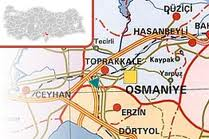 DÜZİÇİ
HASANBEYLİ
Tecirli
TOPRAKKALE
Kaypak
Yarpuz
CEYHAN
OSMANİYE
ERZİN
DÖRTYOL